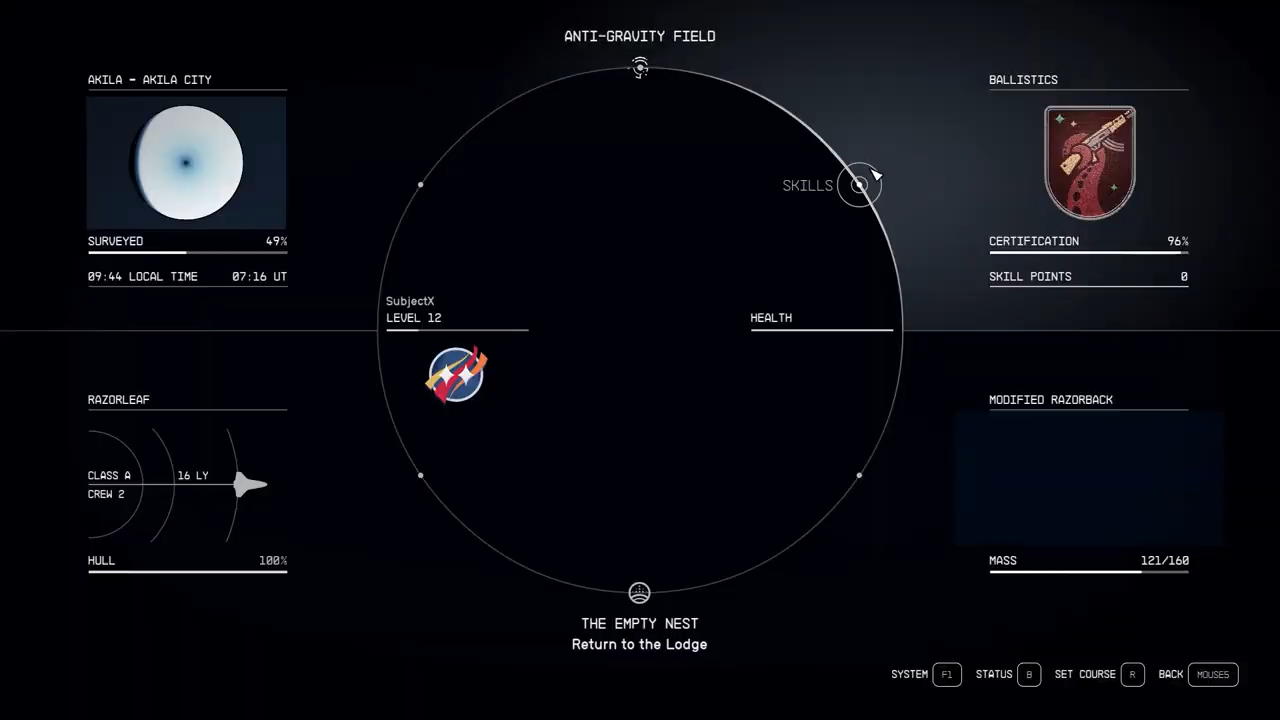 ANTI-GRAVITY FIELD
AKILA - AKILA CITY
SURVEYED 49%
09:44 LOCAL TIME 07:16 UT
BALLISTICS
CERTIFICATION 96%
SKILL POINTS 0
SKILLS
SubjectX
LEVEL 12
HEALTH
RAZORLEAF
CLASS A 16 LY
CREW 2
HULL 100%
MODIFIED RAZORBACK
MASS 121/160
THE EMPTY NEST
Return to the Lodge
SYSTEM F1 STATUS B SET COURSE R BACK MOUSE5